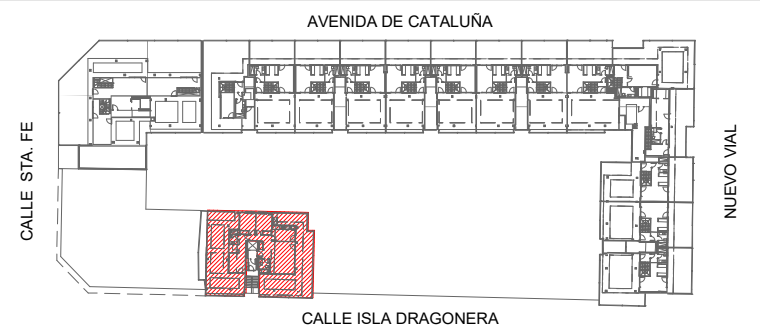 AVENIDA DE CATALUÑA
CALLE STA. FE
NUEVO VIAL
CALLE ISLA DRAGONERA